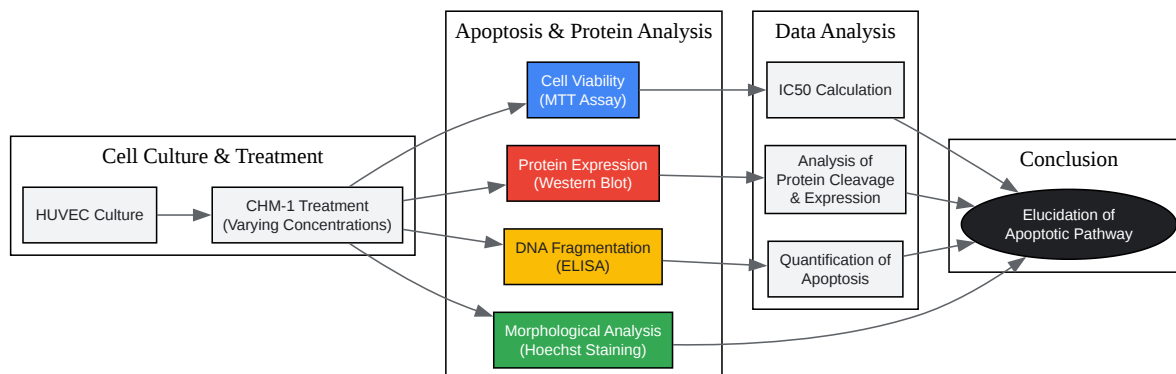 Cell Culture & Treatment
HUVEC Culture
CHM-1 Treatment
(Varying Concentrations)
Apoptosis & Protein Analysis
Cell Viability
(MTT Assay)
Protein Expression
(Western Blot)
DNA Fragmentation
(ELISA)
Morphological Analysis
(Hoechst Staining)
Data Analysis
IC50 Calculation
Analysis of
Protein Cleavage
& Expression
Quantification of
Apoptosis
Conclusion
Elucidation of
Apoptotic Pathway